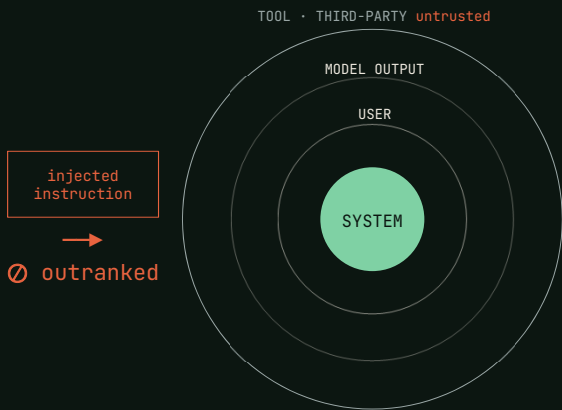 TOOL · THIRD-PARTY untrusted
MODEL OUTPUT
USER
injected
instruction
SYSTEM
∅ outranked